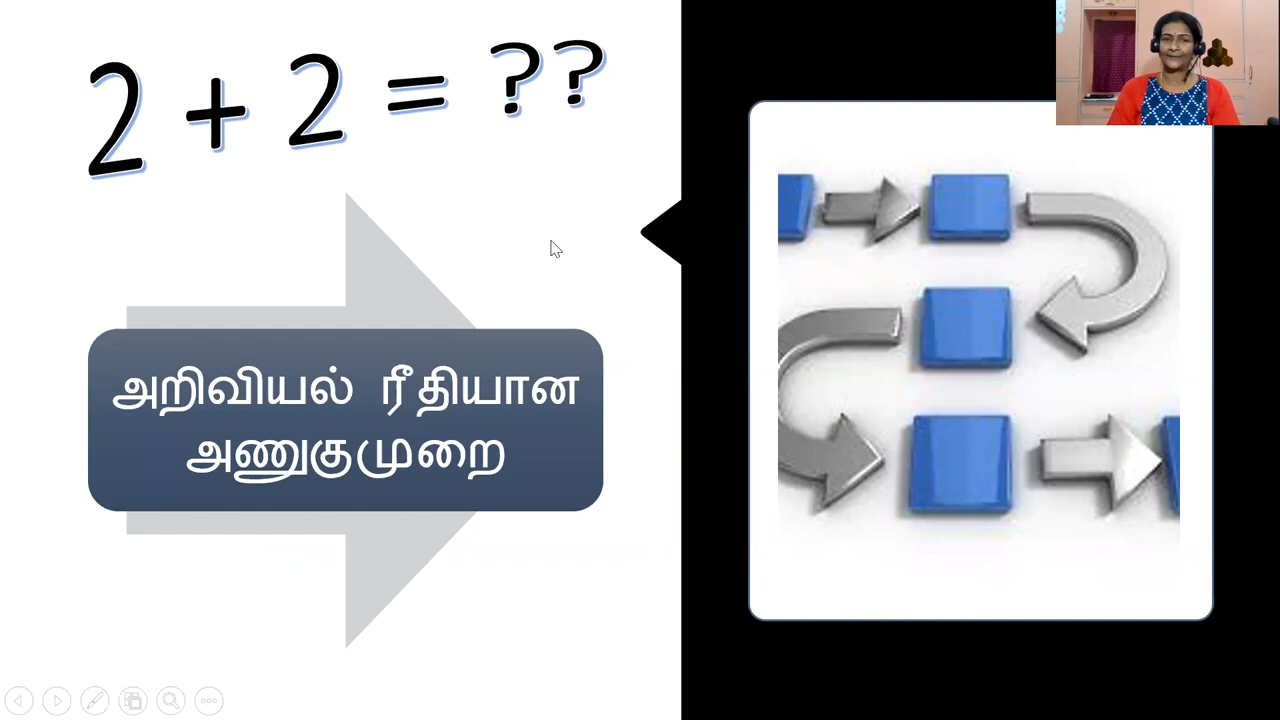 2 + 2 = ??
அறிவியல் ரீதியான
அணுகுமுறை